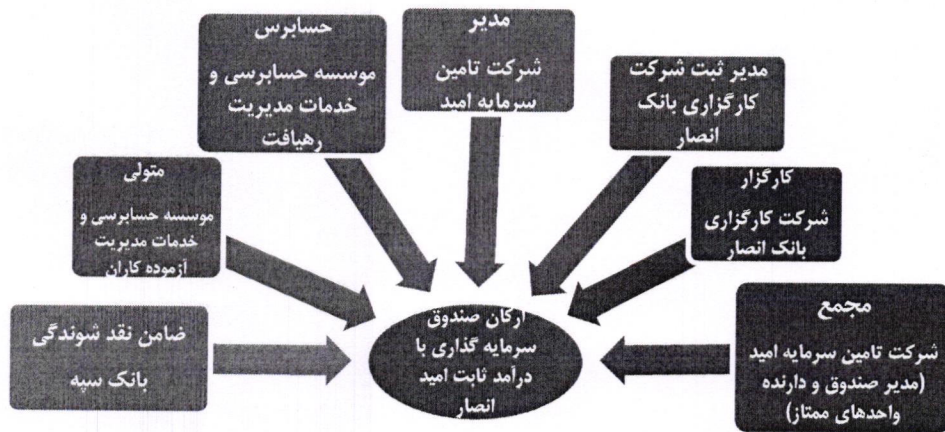 مدیر
شرکت تامین
سرمایه امید
حسابرس
موسسه حسابرسی و
خدمات مدیریت
رهیافت
مدیر ثبت شرکت
کارگزاری بانک
انصار
متولی
موسسه حسابرسی و
خدمات مدیریت
آزموده کاران
کارگزار
شرکت کارگزاری
بانک انصار
ضامن نقد شوندگی
بانک سپه
مجمع
شرکت تامین سرمایه امید
(مدیر صندوق و دارنده
واحدهای ممتاز)
ارکان صندوق
سرمایه گذاری با
درآمد ثابت امید
انصار